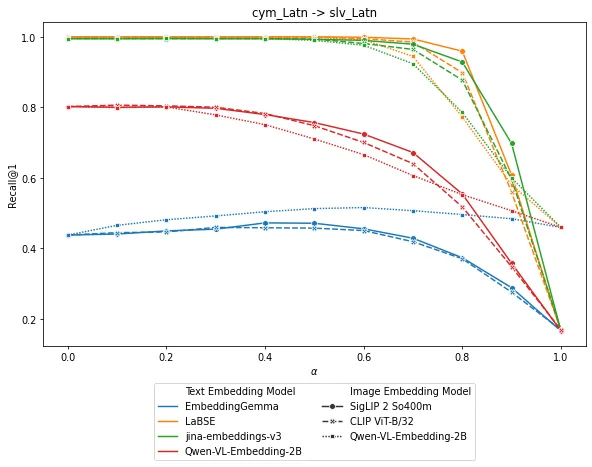 cym_Latn -> slv_Latn
Recall@1
1.0
0.8
0.6
0.4
0.2
0.0
0.2
0.4
0.6
0.8
1.0
α
Text Embedding Model
EmbeddingGemma
LaBSE
jina-embeddings-v3
Qwen-VL-Embedding-2B
Image Embedding Model
SigLIP 2 So400m
CLIP ViT-B/32
Qwen-VL-Embedding-2B